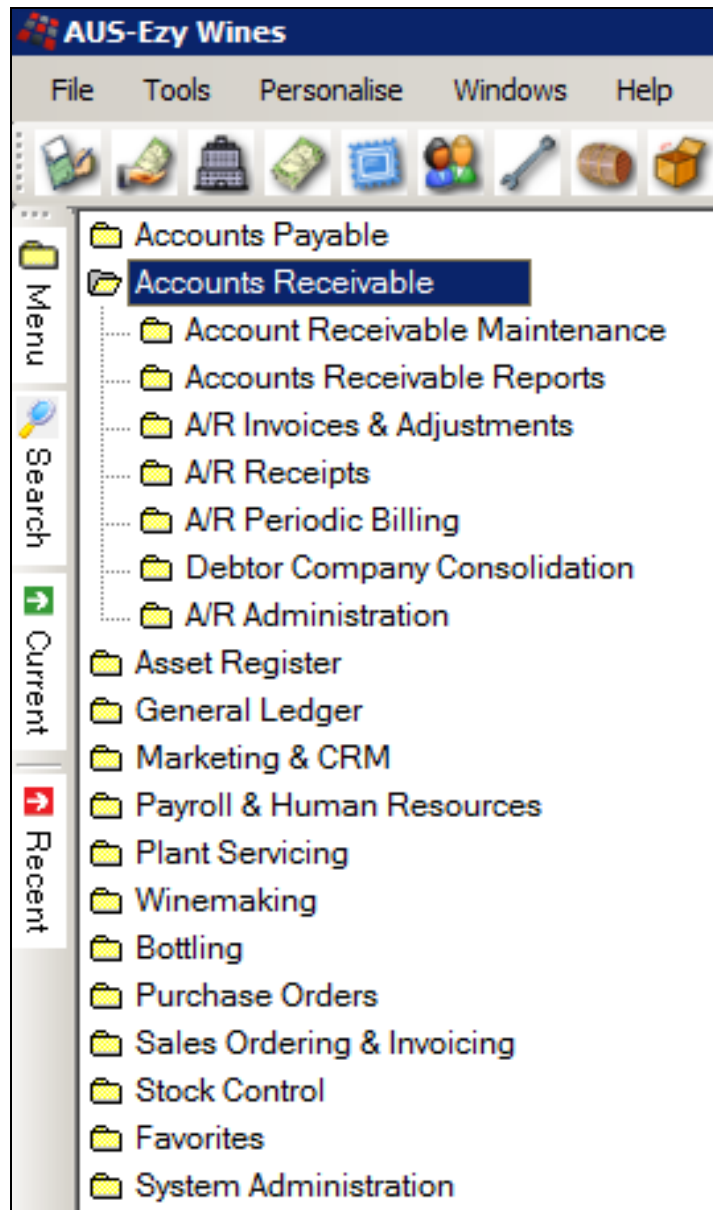 AUS-Ezy Wines
File Tools Personalise Windows Help
Menu
Search
Current
Recent
Accounts Payable
Accounts Receivable
Account Receivable Maintenance
Accounts Receivable Reports
A/R Invoices & Adjustments
A/R Receipts
A/R Periodic Billing
Debtor Company Consolidation
A/R Administration
Asset Register
General Ledger
Marketing & CRM
Payroll & Human Resources
Plant Servicing
Winemaking
Bottling
Purchase Orders
Sales Ordering & Invoicing
Stock Control
Favorites
System Administration